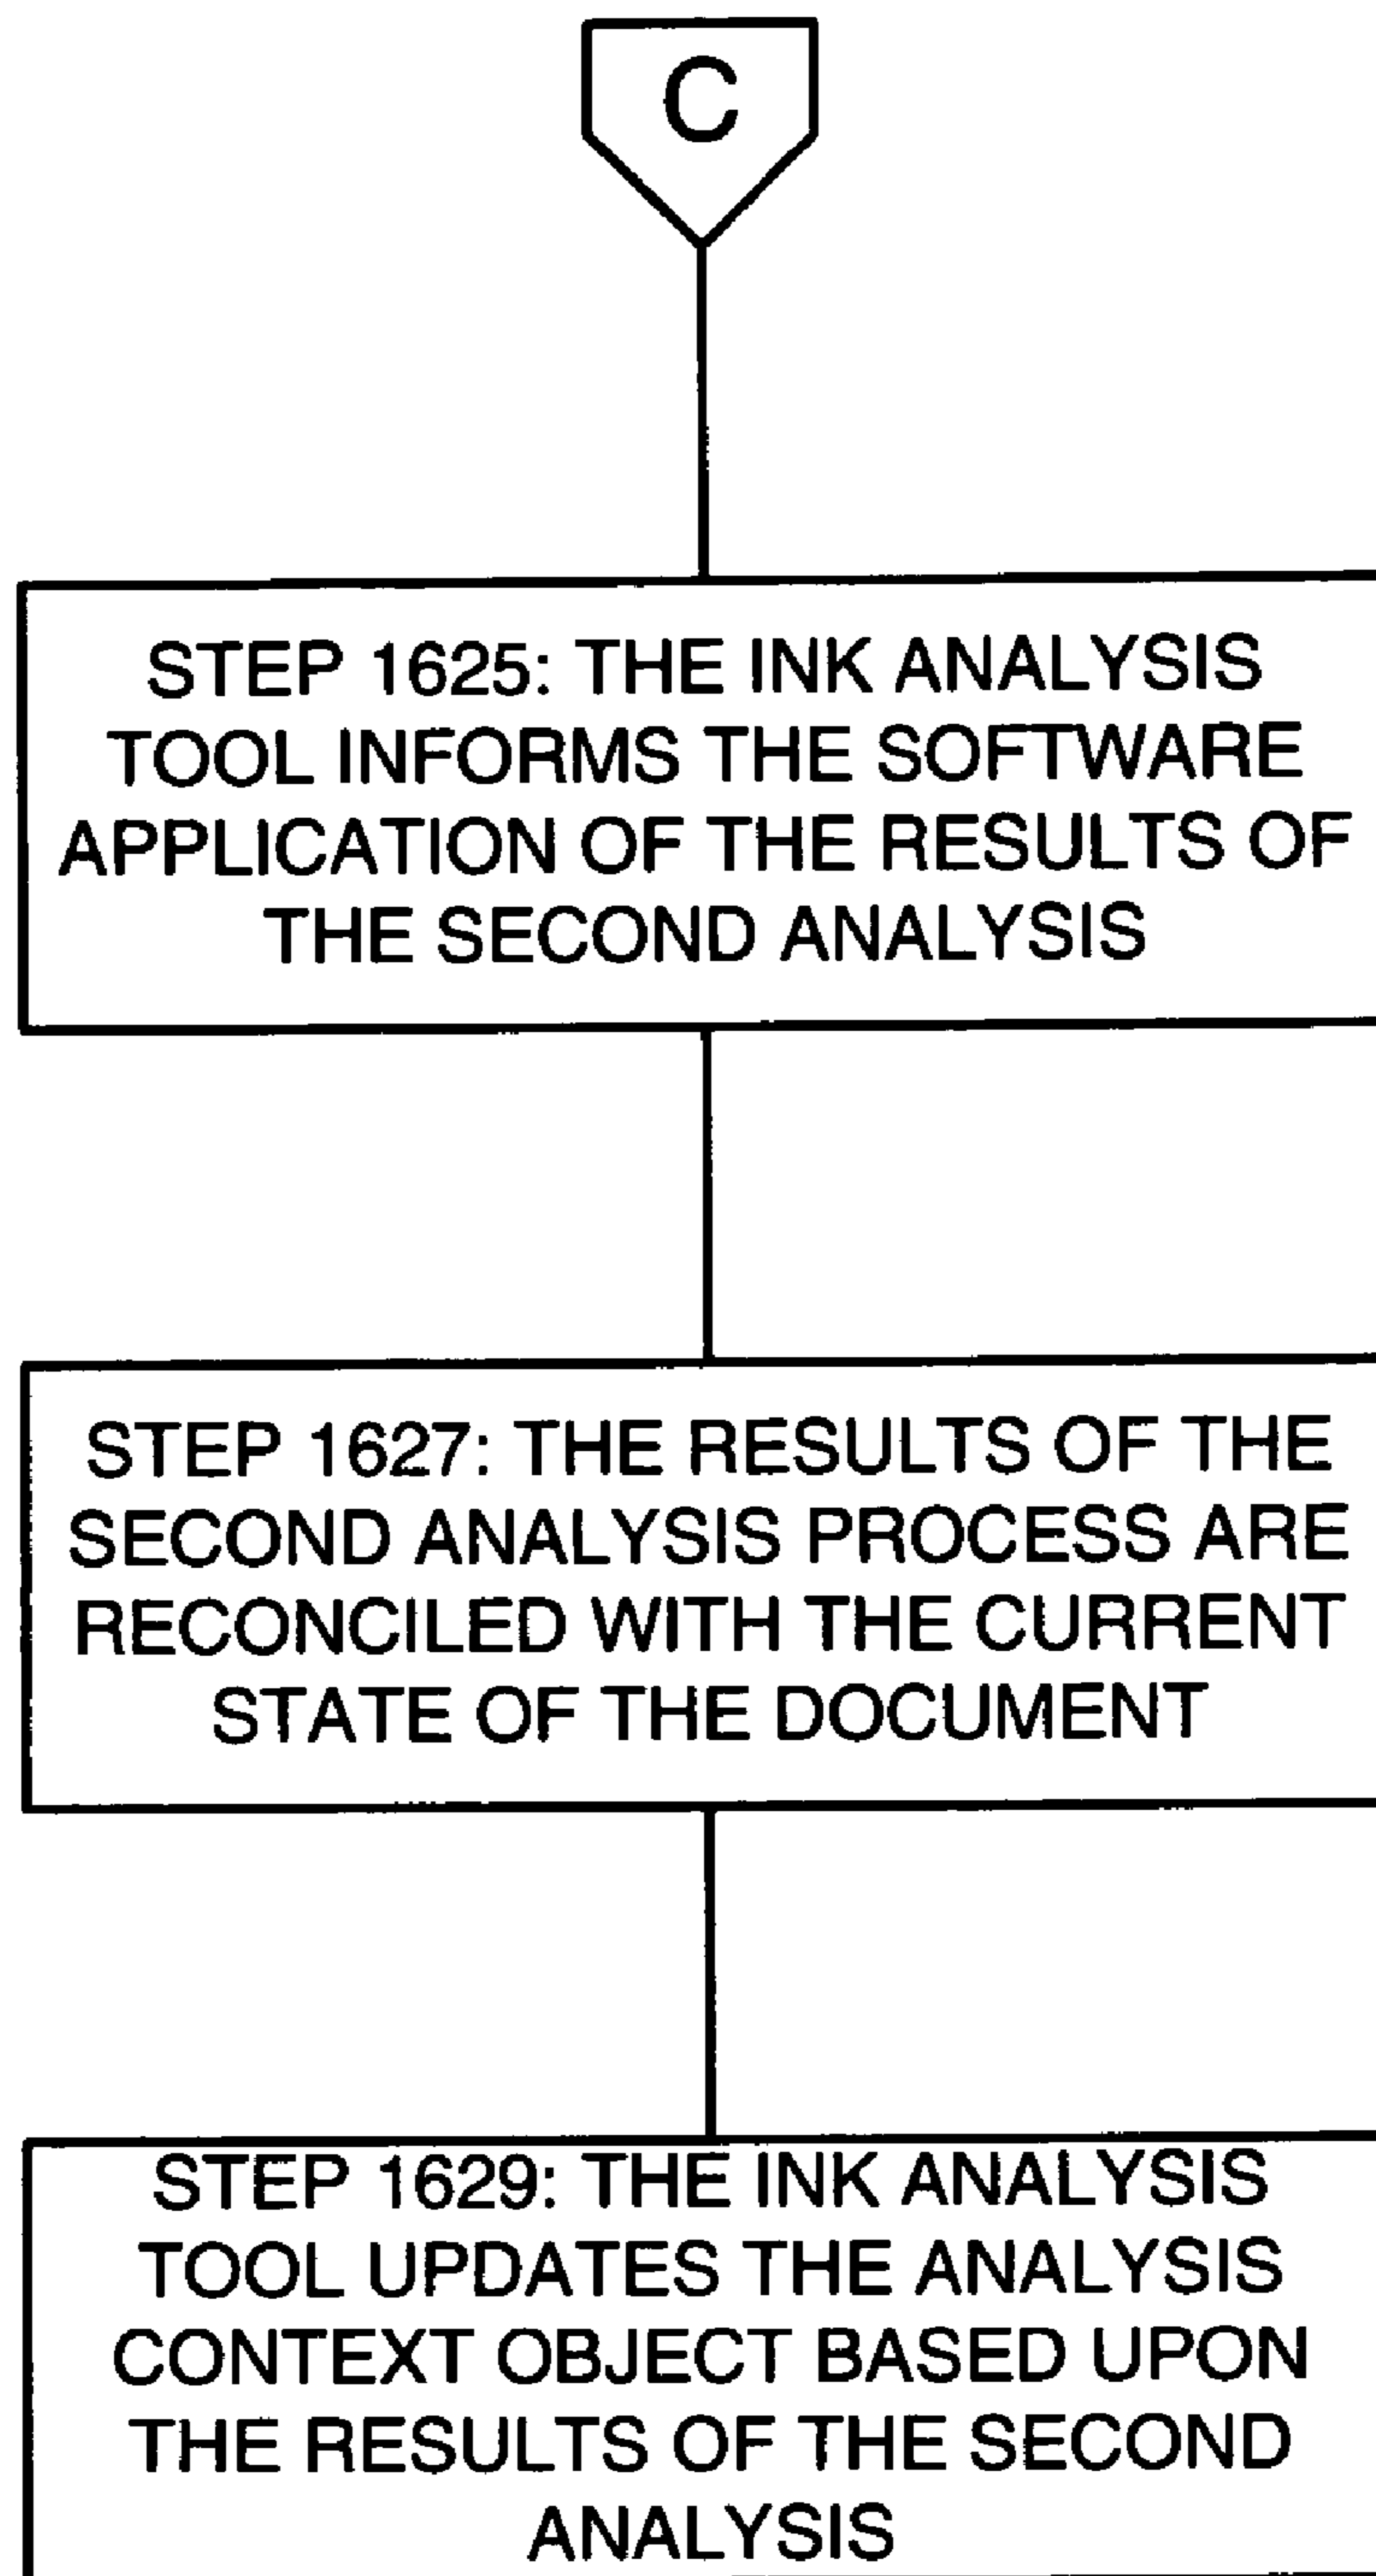 C
STEP 1625: THE INK ANALYSIS
TOOL INFORMS THE SOFTWARE
APPLICATION OF THE RESULTS OF
THE SECOND ANALYSIS
STEP 1627: THE RESULTS OF THE
SECOND ANALYSIS PROCESS ARE
RECONCILED WITH THE CURRENT
STATE OF THE DOCUMENT
STEP 1629: THE INK ANALYSIS
TOOL UPDATES THE ANALYSIS
CONTEXT OBJECT BASED UPON
THE RESULTS OF THE SECOND
ANALYSIS